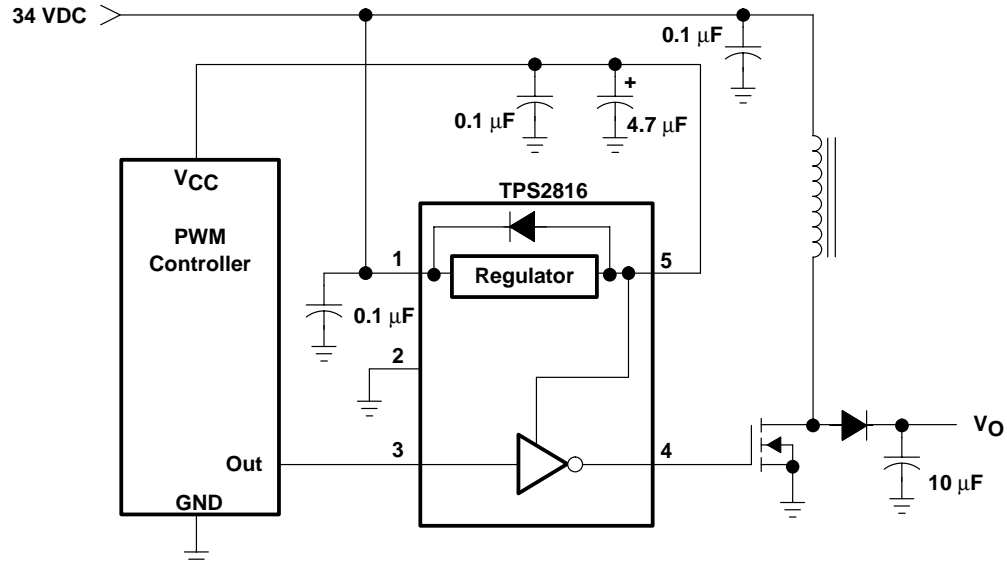 34 VDC
0.1 μF
0.1 μF
+
4.7 μF
VCC
TPS2816
PWM
Controller
1
Regulator
5
0.1 μF
2
Out
3
4
VO
10 μF
GND